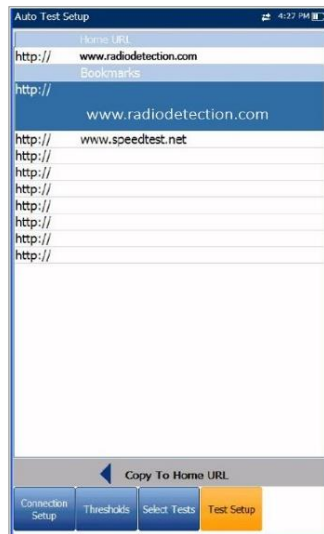 Auto Test Setup 4:27 PM
Home URL
http:// www.radiodetection.com
Bookmarks
http://
www.radiodetection.com
http:// www.speedtest.net
http://
http://
http://
http://
http://
http://
http://
Copy To Home URL
Connection Setup Thresholds Select Tests Test Setup